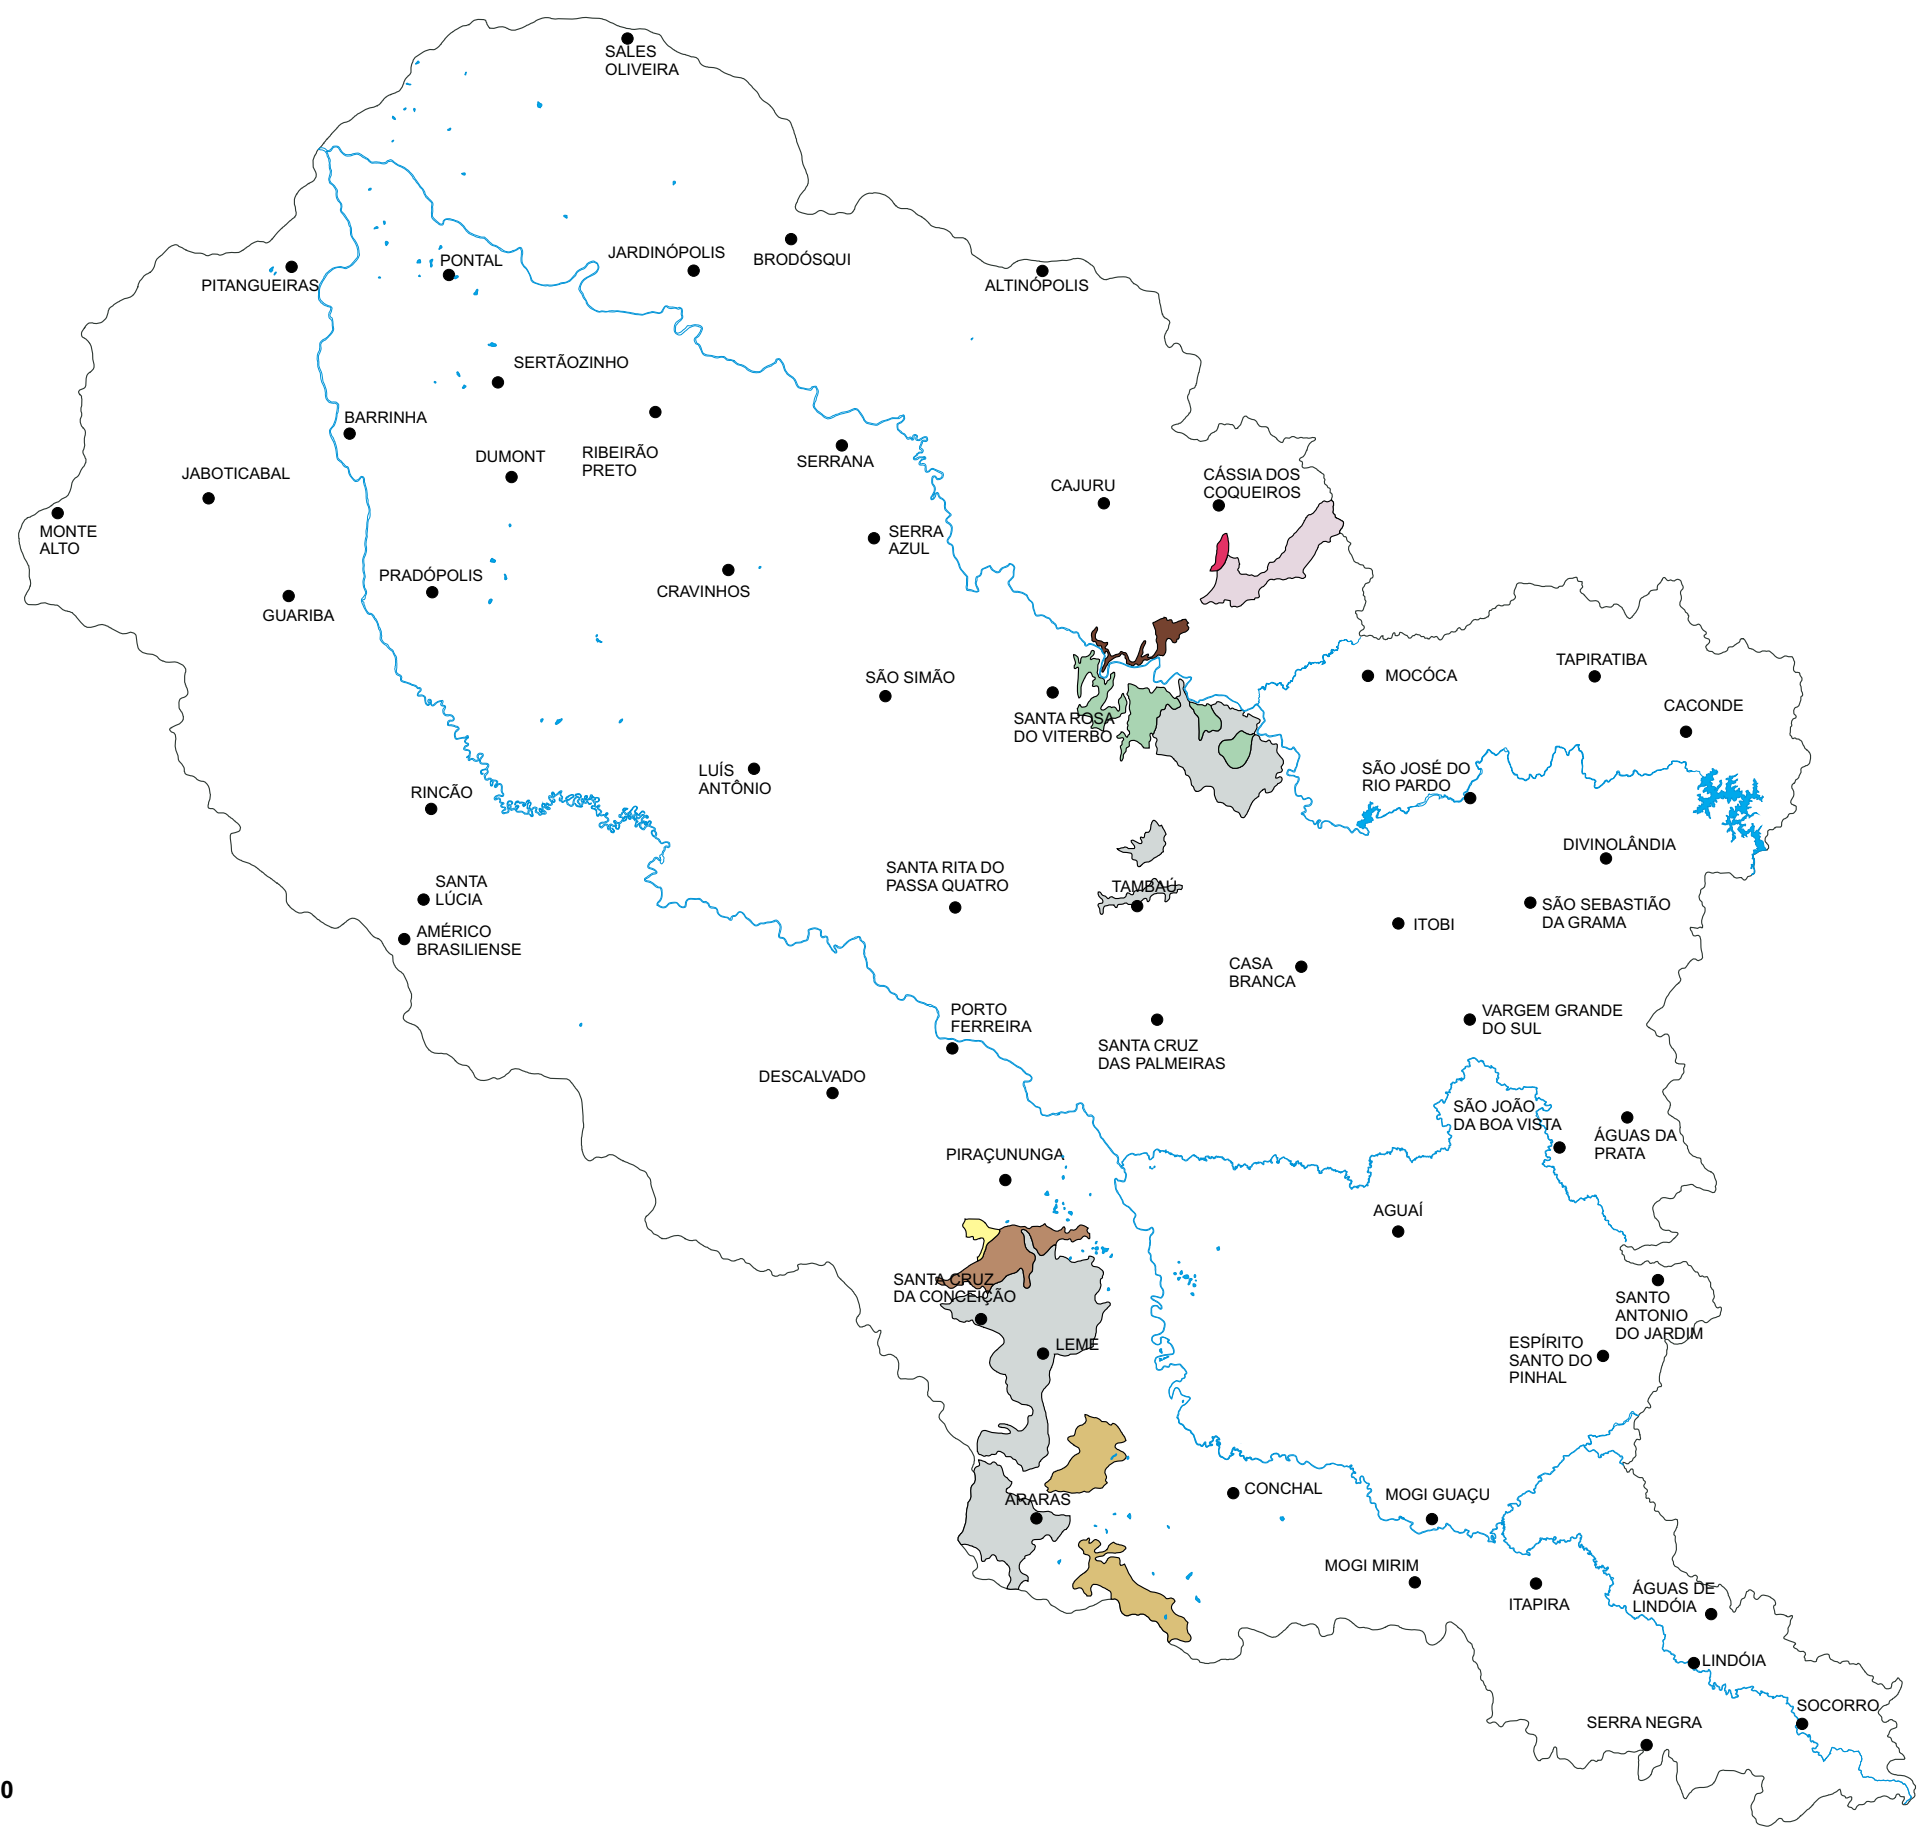 SALES
OLIVEIRA
JARDINÓPOLIS
BRODÓSQUI
PONTAL
PITANGUEIRAS
ALTINÓPOLIS
SERTÃOZINHO
BARRINHA
RIBEIRÃO
PRETO
DUMONT
SERRANA
JABOTICABAL
CAJURU
CÁSSIA DOS
COQUEIROS
MONTE
ALTO
SERRA
AZUL
PRADÓPOLIS
CRAVINHOS
GUARIBA
SÃO SIMÃO
MOCÓCA
TAPIRATIBA
CACONDE
SANTA ROSA
DO VITERBO
LUÍS
ANTÔNIO
SÃO JOSÉ DO
RIO PARDO
RINCÃO
DIVINOLÂNDIA
SANTA RITA DO
PASSA QUATRO
TAMBAÚ
SANTA
LÚCIA
SÃO SEBASTIÃO
DA GRAMA
ITOBI
AMÉRICO
BRASILIENSE
CASA
BRANCA
PORTO
FERREIRA
VARGEM GRANDE
DO SUL
SANTA CRUZ
DAS PALMEIRAS
DESCALVADO
SÃO JOÃO
DA BOA VISTA
ÁGUAS DA
PRATA
PIRAÇUNUNGA
AGUAÍ
SANTA CRUZ
DA CONCEIÇÃO
SANTO
ANTONIO
DO JARDIM
LEME
ESPÍRITO
SANTO DO
PINHAL
CONCHAL
MOGI GUAÇU
ARARAS
MOGI MIRIM
ITAPIRA
ÁGUAS DE
LINDÓIA
LINDÓIA
SOCORRO
SERRA NEGRA
0